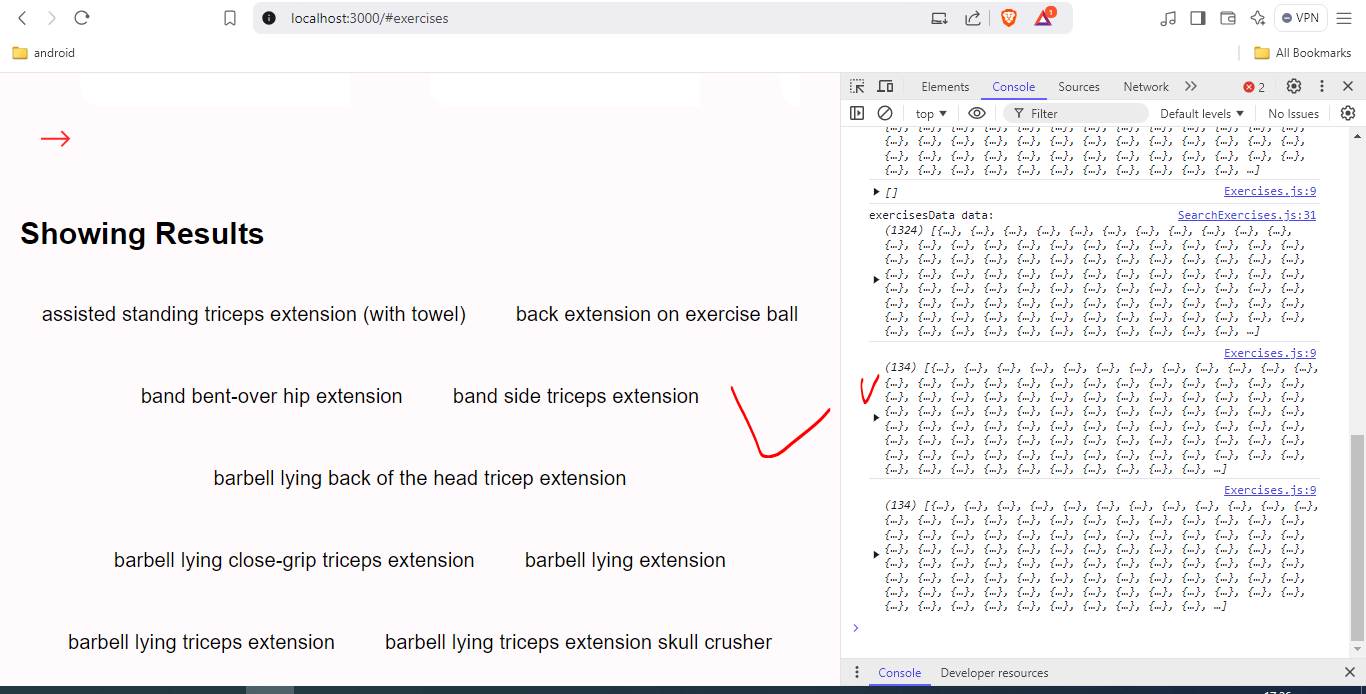 localhost:3000/#exercises
1
VPN
android
All Bookmarks
→
Showing Results
assisted standing triceps extension (with towel)
back extension on exercise ball
band bent-over hip extension
band side triceps extension
barbell lying back of the head tricep extension
barbell lying close-grip triceps extension
barbell lying extension
barbell lying triceps extension
barbell lying triceps extension skull crusher
Elements Console Sources Network 2
top Filter Default levels No Issues
{…}, {…}, {…}, {…}, {…}, {…}, {…}, {…}, {…}, {…}, {…}, {…}, {…},
{…}, {…}, {…}, {…}, {…}, {…}, {…}, {…}, {…}, {…}, {…}, {…}, {…},
{…}, {…}, {…}, {…}, {…}, {…}, {…}, {…}, {…}, {…}, {…}, …]
[] Exercises.js:9
exercisesData data: SearchExercises.js:31
(1324) [{…}, {…}, {…}, {…}, {…}, {…}, {…}, {…}, {…}, {…}, {…},
{…}, {…}, {…}, {…}, {…}, {…}, {…}, {…}, {…}, {…}, {…}, {…}, {…},
{…}, {…}, {…}, {…}, {…}, {…}, {…}, {…}, {…}, {…}, {…}, {…}, {…},
{…}, {…}, {…}, {…}, {…}, {…}, {…}, {…}, {…}, {…}, {…}, {…}, {…},
{…}, {…}, {…}, {…}, {…}, {…}, {…}, {…}, {…}, {…}, {…}, {…}, {…},
{…}, {…}, {…}, {…}, {…}, {…}, {…}, {…}, {…}, {…}, {…}, {…}, {…},
{…}, {…}, {…}, {…}, {…}, {…}, {…}, {…}, {…}, {…}, {…}, {…}, {…},
{…}, {…}, {…}, {…}, {…}, {…}, {…}, {…}, {…}, {…}, {…}, …]
Exercises.js:9
(134) [{…}, {…}, {…}, {…}, {…}, {…}, {…}, {…}, {…}, {…}, {…}, {…},
{…}, {…}, {…}, {…}, {…}, {…}, {…}, {…}, {…}, {…}, {…}, {…}, {…},
{…}, {…}, {…}, {…}, {…}, {…}, {…}, {…}, {…}, {…}, {…}, {…}, {…},
{…}, {…}, {…}, {…}, {…}, {…}, {…}, {…}, {…}, {…}, {…}, {…}, {…},
{…}, {…}, {…}, {…}, {…}, {…}, {…}, {…}, {…}, {…}, {…}, {…}, {…},
{…}, {…}, {…}, {…}, {…}, {…}, {…}, {…}, {…}, {…}, {…}, {…}, {…},
{…}, {…}, {…}, {…}, {…}, {…}, {…}, {…}, {…}, {…}, {…}, {…}, {…},
{…}, {…}, {…}, {…}, {…}, {…}, {…}, {…}, {…}, {…}, …]
Exercises.js:9
(134) [{…}, {…}, {…}, {…}, {…}, {…}, {…}, {…}, {…}, {…}, {…}, {…},
{…}, {…}, {…}, {…}, {…}, {…}, {…}, {…}, {…}, {…}, {…}, {…}, {…},
{…}, {…}, {…}, {…}, {…}, {…}, {…}, {…}, {…}, {…}, {…}, {…}, {…},
{…}, {…}, {…}, {…}, {…}, {…}, {…}, {…}, {…}, {…}, {…}, {…}, {…},
{…}, {…}, {…}, {…}, {…}, {…}, {…}, {…}, {…}, {…}, {…}, {…}, {…},
{…}, {…}, {…}, {…}, {…}, {…}, {…}, {…}, {…}, {…}, {…}, {…}, {…},
{…}, {…}, {…}, {…}, {…}, {…}, {…}, {…}, {…}, {…}, {…}, {…}, {…},
{…}, {…}, {…}, {…}, {…}, {…}, {…}, {…}, {…}, {…}, …]
Console Developer resources